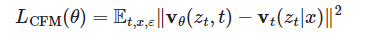 L_CFM(θ) = 𝔼_{t,x,ε}‖v_θ(z_t, t) − v_t(z_t|x)‖²